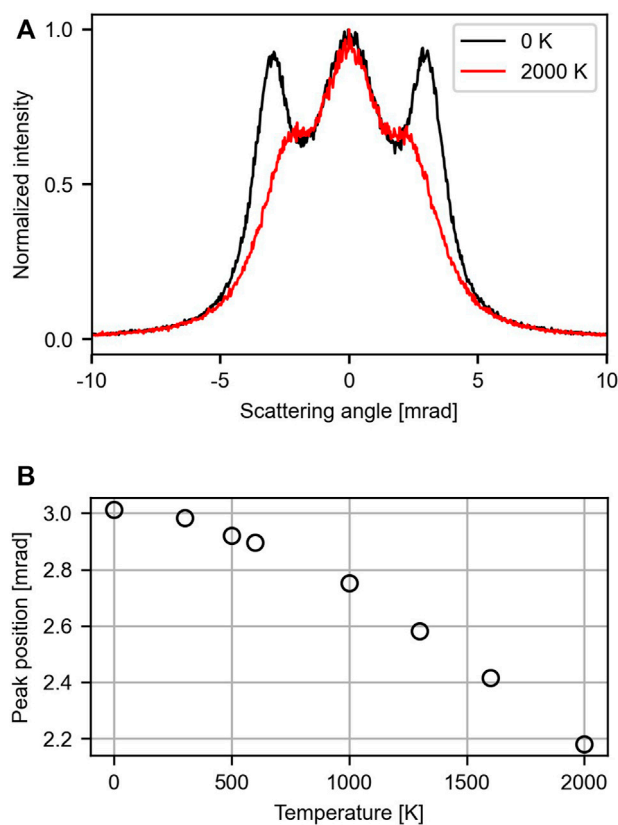 A
1.0
0 K
2000 K
Normalized intensity
0.5
0.0
-10
-5
0
5
10
Scattering angle [mrad]
B
3.0
2.8
2.6
2.4
2.2
Peak position [mrad]
0
500
1000
1500
2000
Temperature [K]